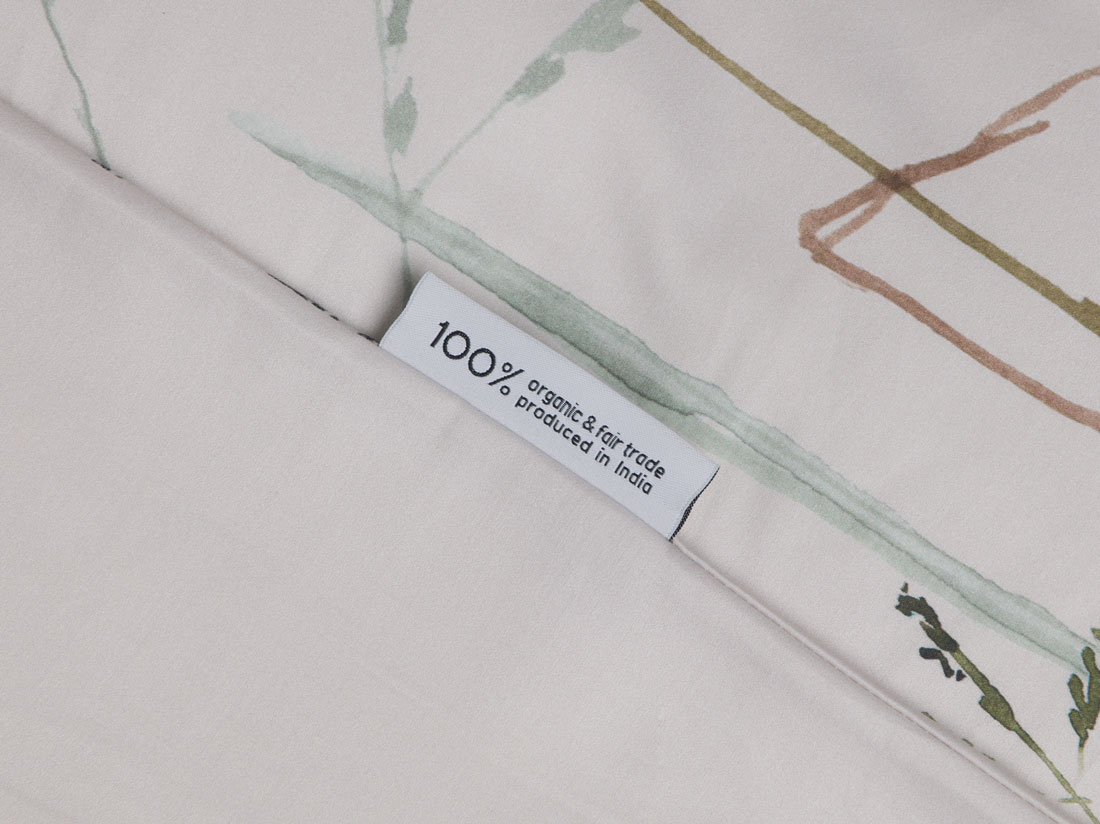 100% organic & fair trade
produced in India